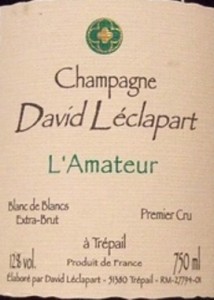 Champagne
David Léclapart
L'Amateur
Blanc de Blancs
Extra-Brut
Premier Cru
à Trépail
12% vol.
Produit de France
750 ml
Élaboré par David Léclapart - 51380 Trépail - RM-27794-01